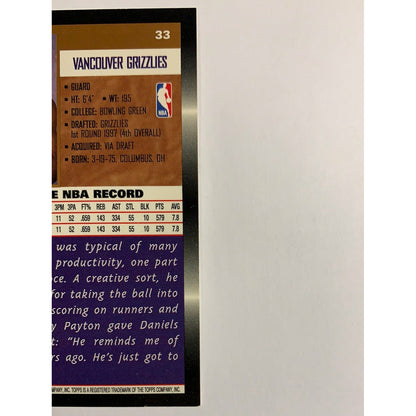 33
VANCOUVER GRIZZLIES
• GUARD
• HT: 6'4" • WT: 195
• COLLEGE: BOWLING GREEN
• DRAFTED: GRIZZLIES
1st ROUND 1997 (4th OVERALL)
• ACQUIRED: VIA DRAFT
• BORN: 3-19-75, COLUMBUS, OH
NBA
E NBA RECORD
3PM 3PA FT% REB AST STL BLK PTS AVG
11 52 .659 143 334 55 10 579 7.8
11 52 .659 143 334 55 10 579 7.8
was typical of many
productivity, one part
ce. A creative sort, he
for taking the ball into
scoring on runners and
y Payton gave Daniels
t: "He reminds me of
rs ago. He's just got to
COMPANY, INC. TOPPS IS A REGISTERED TRADEMARK OF THE TOPPS COMPANY, INC.